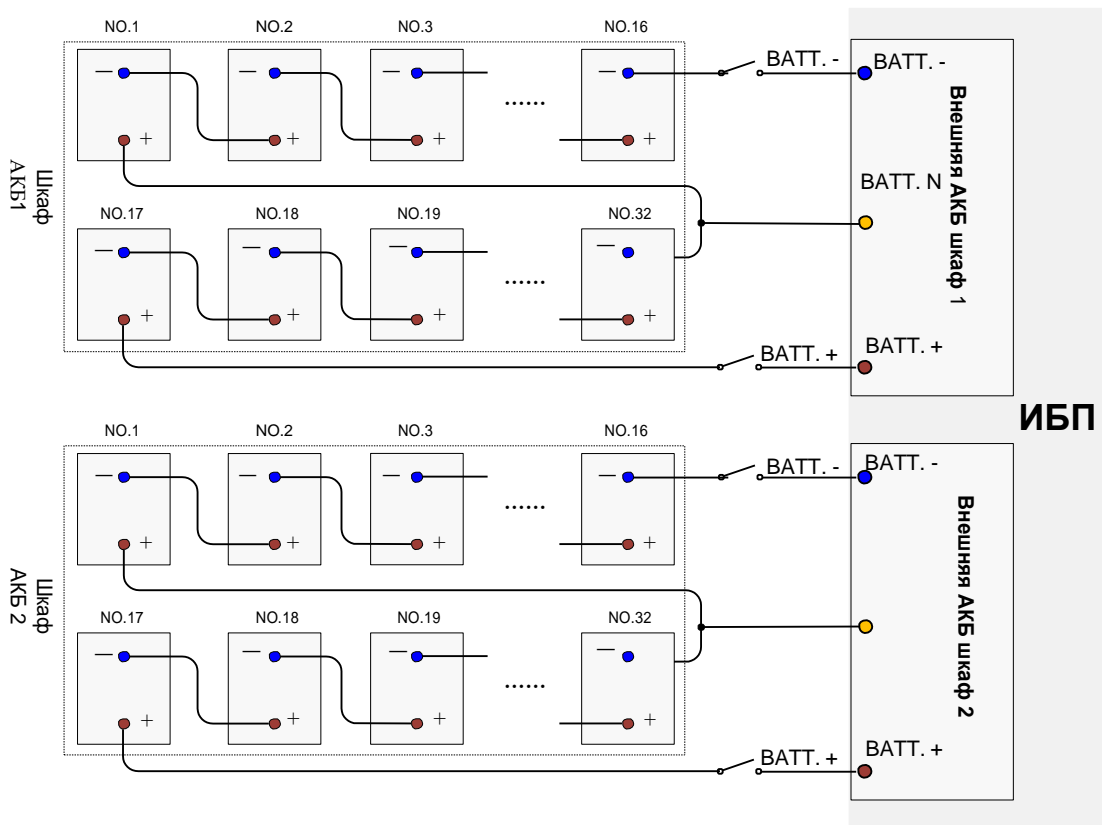 NO.1 NO.2 NO.3 NO.16
— — — — BATT. - BATT. -
......
+ + + +
BATT. N
NO.17 NO.18 NO.19 NO.32
— — — —
......
+ + + +
BATT. + BATT. +
Шкаф
АКБ1
Внешняя АКБ шкаф 1
ИБП
NO.1 NO.2 NO.3 NO.16
— — — — BATT. - BATT. -
......
+ + + +
NO.17 NO.18 NO.19 NO.32
— — — —
......
+ + + +
BATT. + BATT. +
Шкаф
АКБ 2
Внешняя АКБ шкаф 2